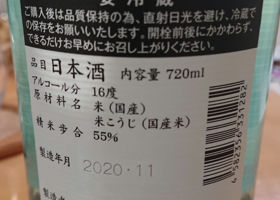 要冷蔵
ご購入後は品質保持の為、直射日光を避け、冷蔵で
の保存をお願いいたします。開栓前後にかかわらず、
できるだけお早めにお召し上がりください。
品目 日本酒 内容量 720ml
アルコール分 16度
原材料名 米(国産)
米こうじ(国産米)
精米歩合 55%
製造年月 2020・11
4582356331282
製造